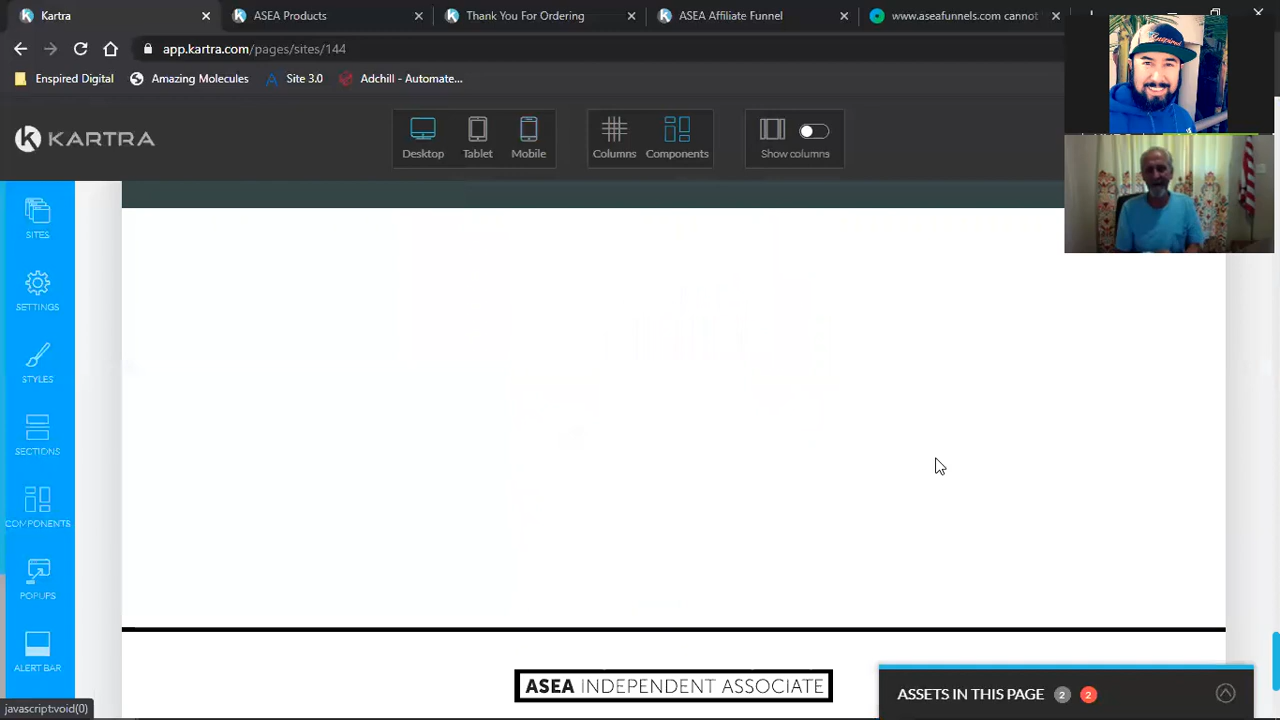 Kartra
ASEA Products
Thank You For Ordering
ASEA Affiliate Funnel
www.aseafunnels.com cannot
app.kartra.com/pages/sites/144
Enspired Digital
Amazing Molecules
Site 3.0
Adchill - Automate...
KARTRA
Desktop
Tablet
Mobile
Columns
Components
Show columns
SITES
SETTINGS
STYLES
SECTIONS
COMPONENTS
POPUPS
ALERT BAR
ASEA INDEPENDENT ASSOCIATE
ASSETS IN THIS PAGE 2 2
javascript:void(0)